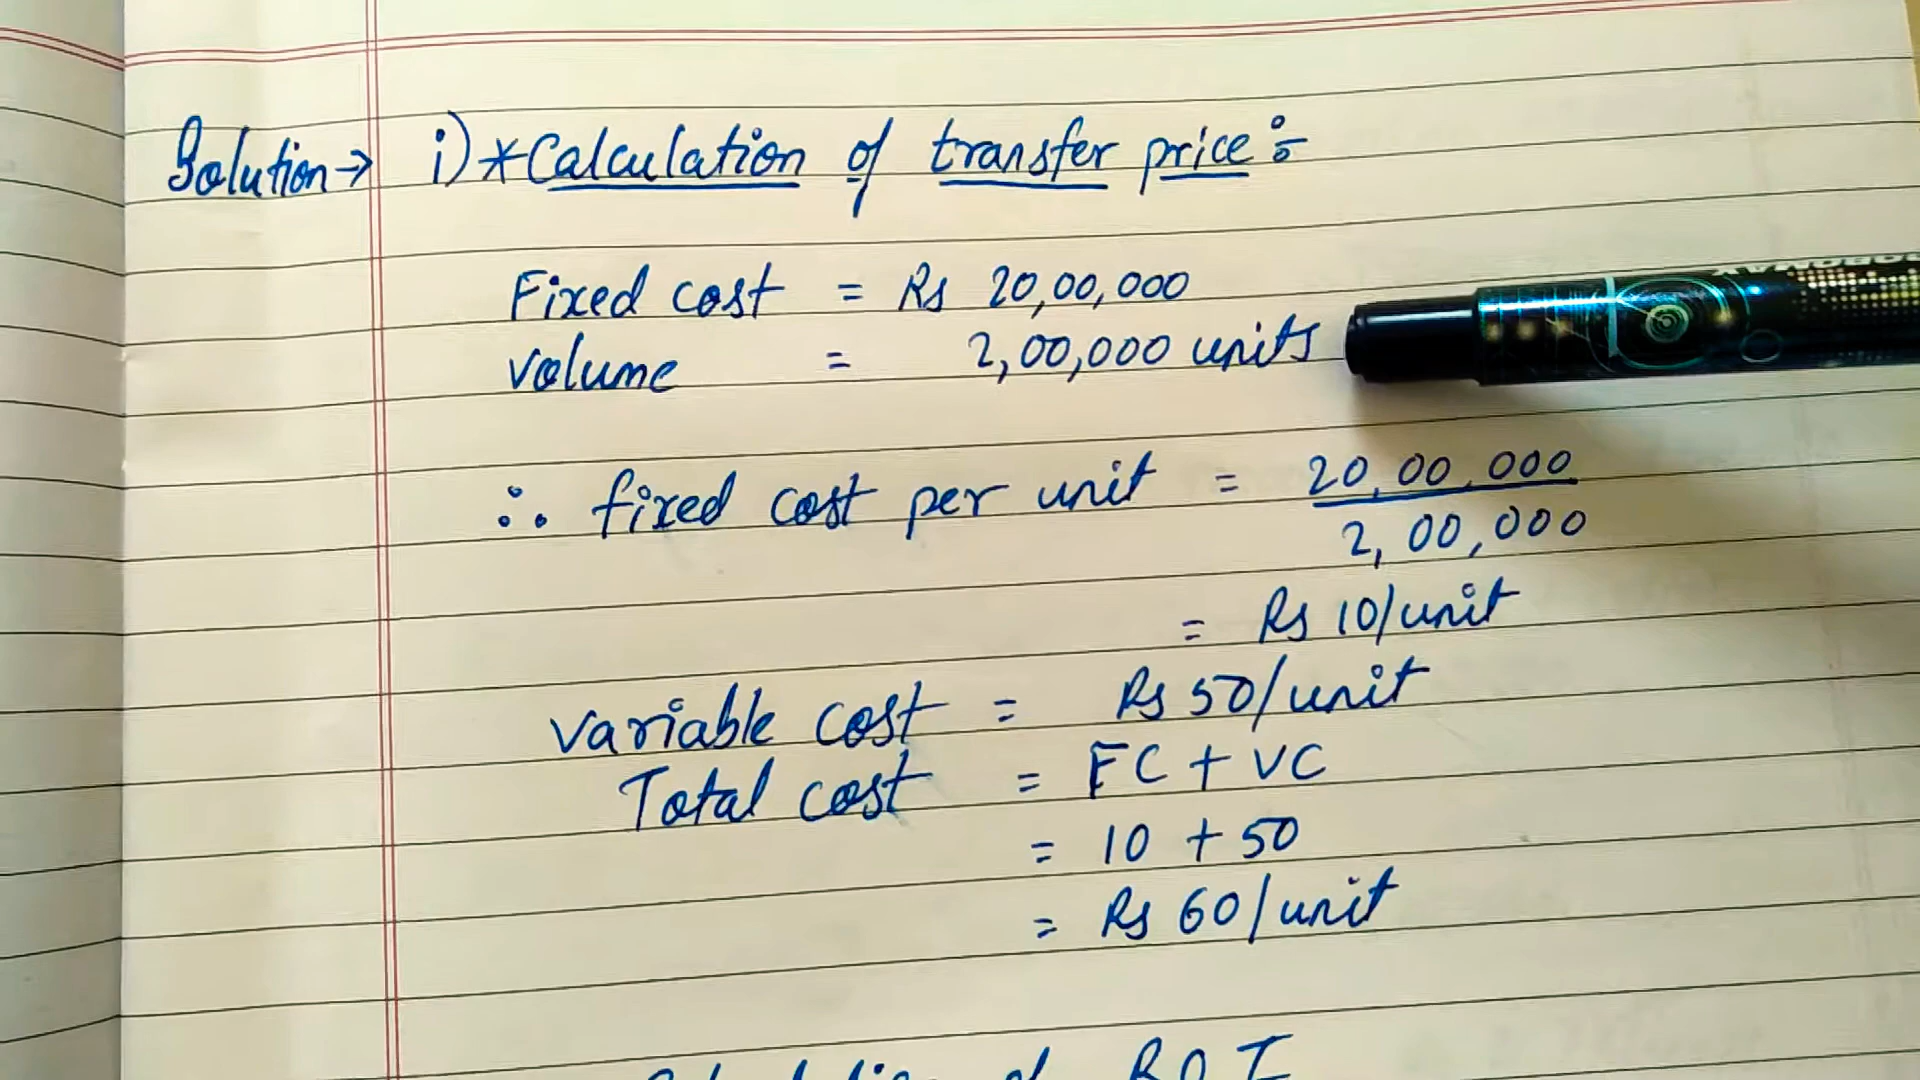 Solution→ i)*Calculation of transfer price:-
Fixed cost = Rs 20,00,000
volume = 2,00,000 units
∴ fixed cost per unit = 20,00,000
2,00,000
= Rs 10/unit
variable cost = Rs 50/unit
Total cost = FC + VC
= 10 + 50
= Rs 60/unit
of ROI